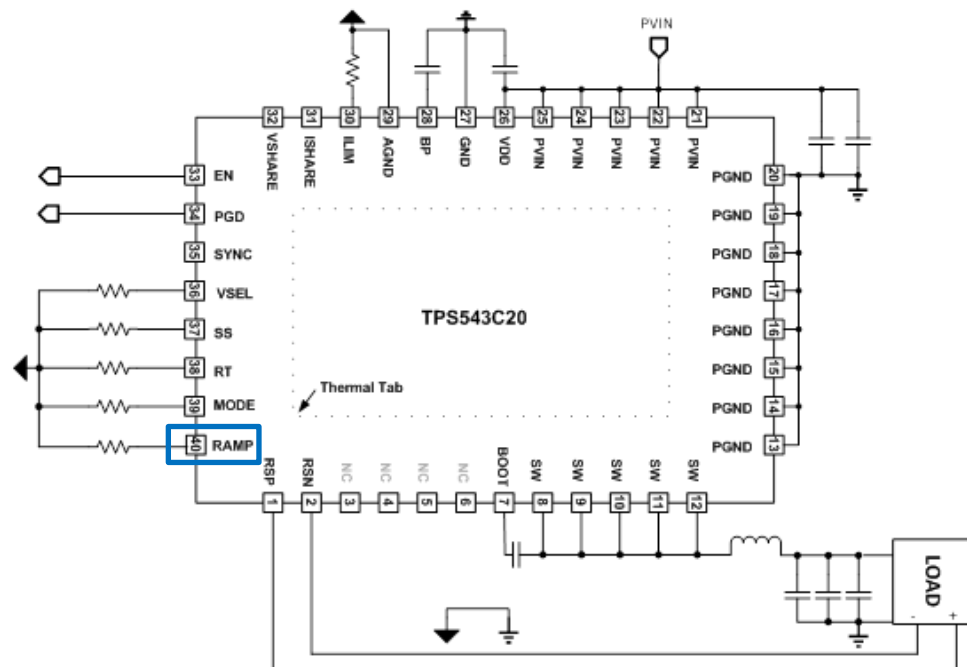 PVIN
32 31 30 29 28 27 26 25 24 23 22 21
VSHARE ISHARE ILIM AGND BP GND VDD PVIN PVIN PVIN PVIN PVIN
33 EN
34 PGD
35 SYNC
36 VSEL
37 SS
38 RT
39 MODE
40 RAMP
PGND 20
PGND 19
PGND 18
PGND 17
PGND 16
PGND 15
PGND 14
PGND 13
TPS543C20
Thermal Tab
RSP RSN NC NC NC NC BOOT SW SW SW SW SW
1 2 3 4 5 6 7 8 9 10 11 12
LOAD
- +